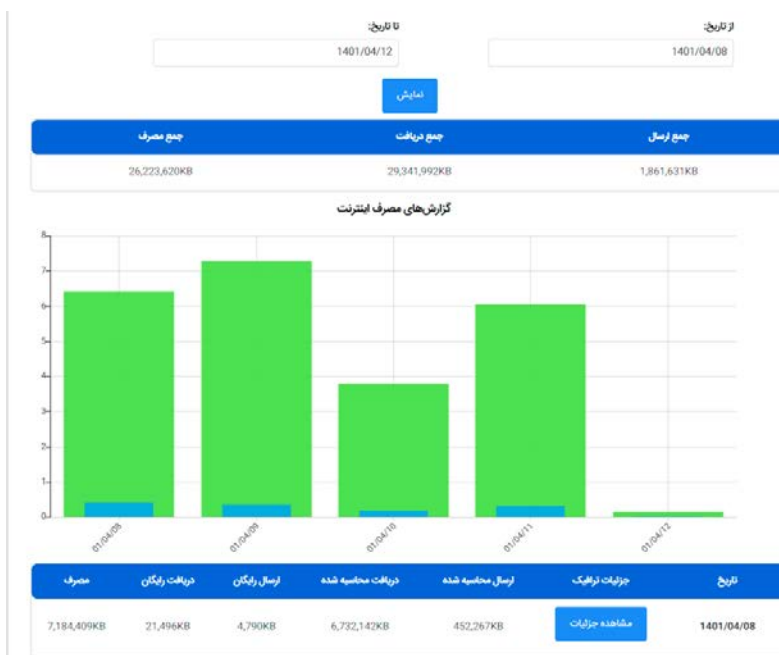 از تاریخ: تا تاریخ:
1401/04/08 1401/04/12
نمایش
جمع ارسال جمع دریافت جمع مصرف
1,861,631KB 29,341,992KB 26,223,620KB
گزارش‌های مصرف اینترنت
8
7
6
5
4
3
2
1
0
01/04/08 01/04/09 01/04/10 01/04/11 01/04/12
تاریخ جزئیات ترافیک ارسال محاسبه شده دریافت محاسبه شده ارسال رایگان دریافت رایگان مصرف
1401/04/08 مشاهده جزئیات 452,267KB 6,732,142KB 4,790KB 21,496KB 7,184,409KB